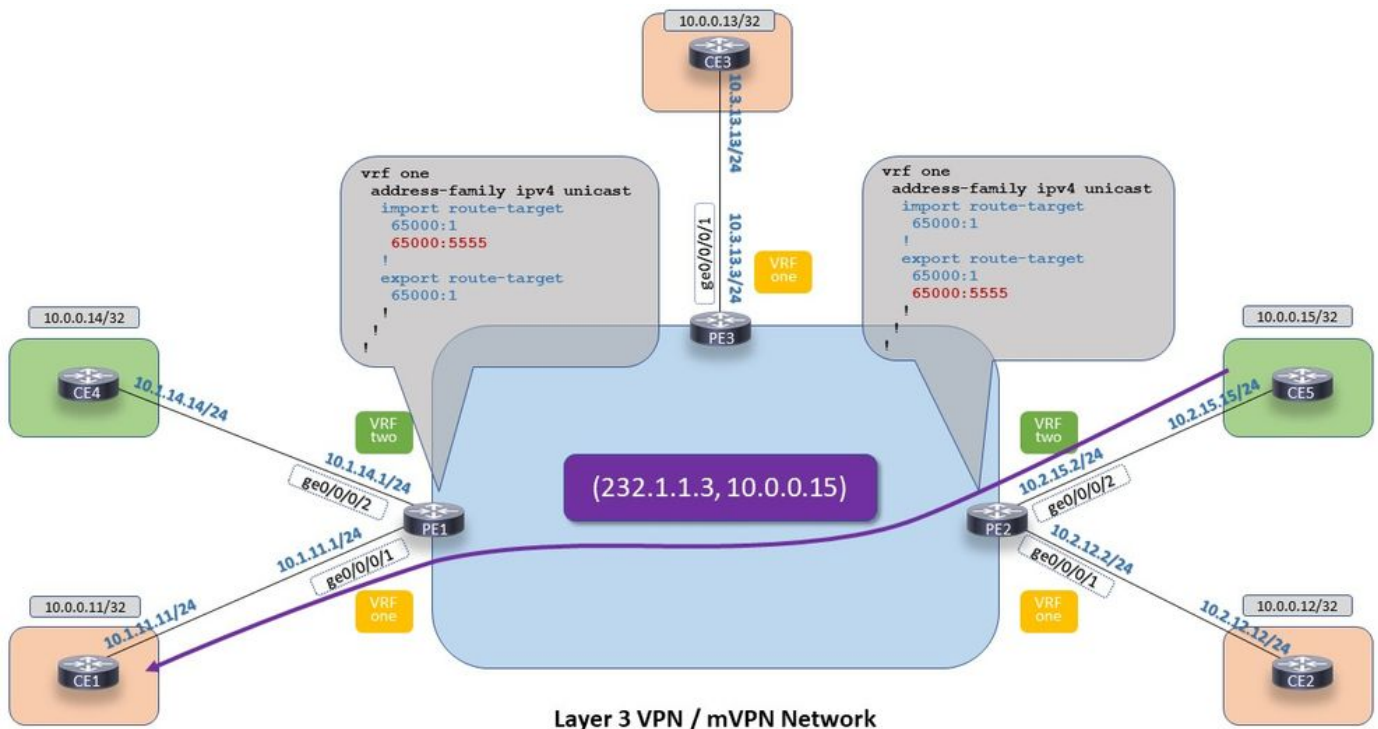 10.0.0.13/32
CE3
10.3.13.13/24
vrf one
address-family ipv4 unicast
import route-target
65000:1
65000:5555
!
export route-target
65000:1
!
!
!
10.3.13.3/24
ge0/0/0/1
VRF
one
PE3
vrf one
address-family ipv4 unicast
import route-target
65000:1
!
export route-target
65000:1
65000:5555
!
!
!
10.0.0.14/32
CE4
10.1.14.14/24
10.1.14.1/24
ge0/0/0/2
VRF
two
10.0.0.15/32
CE5
10.2.15.15/24
10.2.15.2/24
ge0/0/0/2
VRF
two
(232.1.1.3, 10.0.0.15)
PE1
PE2
10.1.11.1/24
ge0/0/0/1
VRF
one
10.0.0.11/32
10.1.11.11/24
CE1
10.2.12.2/24
ge0/0/0/1
VRF
one
10.0.0.12/32
10.2.12.12/24
CE2
Layer 3 VPN / mVPN Network